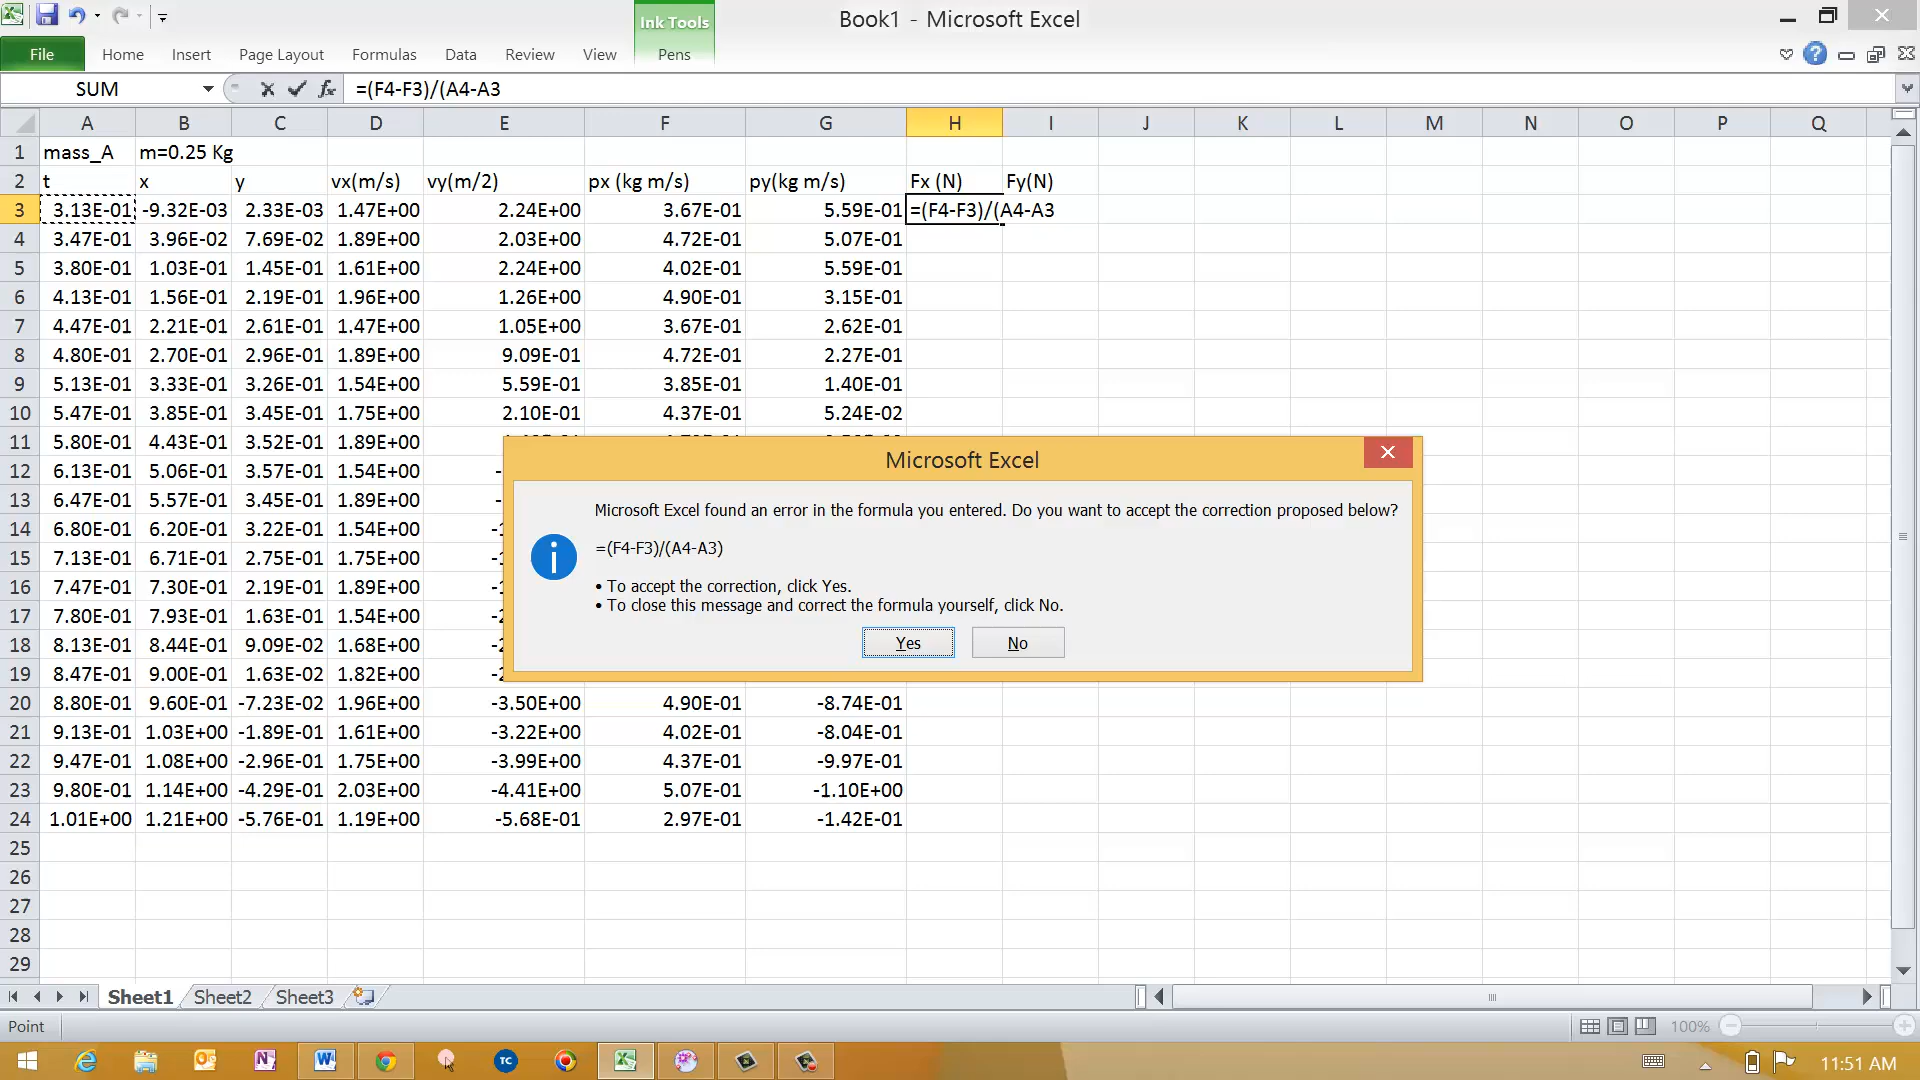 Ink Tools
Book1 - Microsoft Excel
File Home Insert Page Layout Formulas Data Review View Pens
SUM =(F4-F3)/(A4-A3
A B C D E F G H I J K L M N O P Q
1 mass_A m=0.25 Kg
2 t x y vx(m/s) vy(m/2) px (kg m/s) py(kg m/s) Fx (N) Fy(N)
3 3.13E-01 -9.32E-03 2.33E-03 1.47E+00 2.24E+00 3.67E-01 5.59E-01 =(F4-F3)/(A4-A3
4 3.47E-01 3.96E-02 7.69E-02 1.89E+00 2.03E+00 4.72E-01 5.07E-01
5 3.80E-01 1.03E-01 1.45E-01 1.61E+00 2.24E+00 4.02E-01 5.59E-01
6 4.13E-01 1.56E-01 2.19E-01 1.96E+00 1.26E+00 4.90E-01 3.15E-01
7 4.47E-01 2.21E-01 2.61E-01 1.47E+00 1.05E+00 3.67E-01 2.62E-01
8 4.80E-01 2.70E-01 2.96E-01 1.89E+00 9.09E-01 4.72E-01 2.27E-01
9 5.13E-01 3.33E-01 3.26E-01 1.54E+00 5.59E-01 3.85E-01 1.40E-01
10 5.47E-01 3.85E-01 3.45E-01 1.75E+00 2.10E-01 4.37E-01 5.24E-02
11 5.80E-01 4.43E-01 3.52E-01 1.89E+00
12 6.13E-01 5.06E-01 3.57E-01 1.54E+00 -
13 6.47E-01 5.57E-01 3.45E-01 1.89E+00 -
14 6.80E-01 6.20E-01 3.22E-01 1.54E+00 -1
15 7.13E-01 6.71E-01 2.75E-01 1.75E+00 -1
16 7.47E-01 7.30E-01 2.19E-01 1.89E+00 -1
17 7.80E-01 7.93E-01 1.63E-01 1.54E+00 -2
18 8.13E-01 8.44E-01 9.09E-02 1.68E+00 -2
19 8.47E-01 9.00E-01 1.63E-02 1.82E+00 -2
20 8.80E-01 9.60E-01 -7.23E-02 1.96E+00 -3.50E+00 4.90E-01 -8.74E-01
21 9.13E-01 1.03E+00 -1.89E-01 1.61E+00 -3.22E+00 4.02E-01 -8.04E-01
22 9.47E-01 1.08E+00 -2.96E-01 1.75E+00 -3.99E+00 4.37E-01 -9.97E-01
23 9.80E-01 1.14E+00 -4.29E-01 2.03E+00 -4.41E+00 5.07E-01 -1.10E+00
24 1.01E+00 1.21E+00 -5.76E-01 1.19E+00 -5.68E-01 2.97E-01 -1.42E-01
25
26
27
28
29
Microsoft Excel
Microsoft Excel found an error in the formula you entered. Do you want to accept the correction proposed below?
=(F4-F3)/(A4-A3)
• To accept the correction, click Yes.
• To close this message and correct the formula yourself, click No.
Yes No
Sheet1 Sheet2 Sheet3
Point 100%
TC
11:51 AM